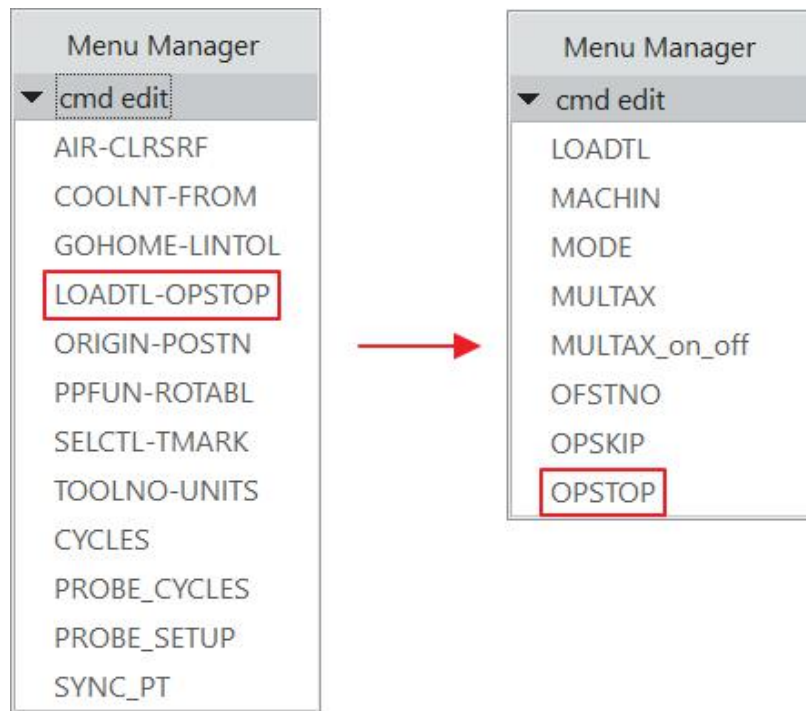 Menu Manager
cmd edit
AIR-CLRSRF
COOLNT-FROM
GOHOME-LINTOL
LOADTL-OPSTOP
ORIGIN-POSTN
PPFUN-ROTABL
SELCTL-TMARK
TOOLNO-UNITS
CYCLES
PROBE_CYCLES
PROBE_SETUP
SYNC_PT
Menu Manager
cmd edit
LOADTL
MACHIN
MODE
MULTAX
MULTAX_on_off
OFSTNO
OPSKIP
OPSTOP